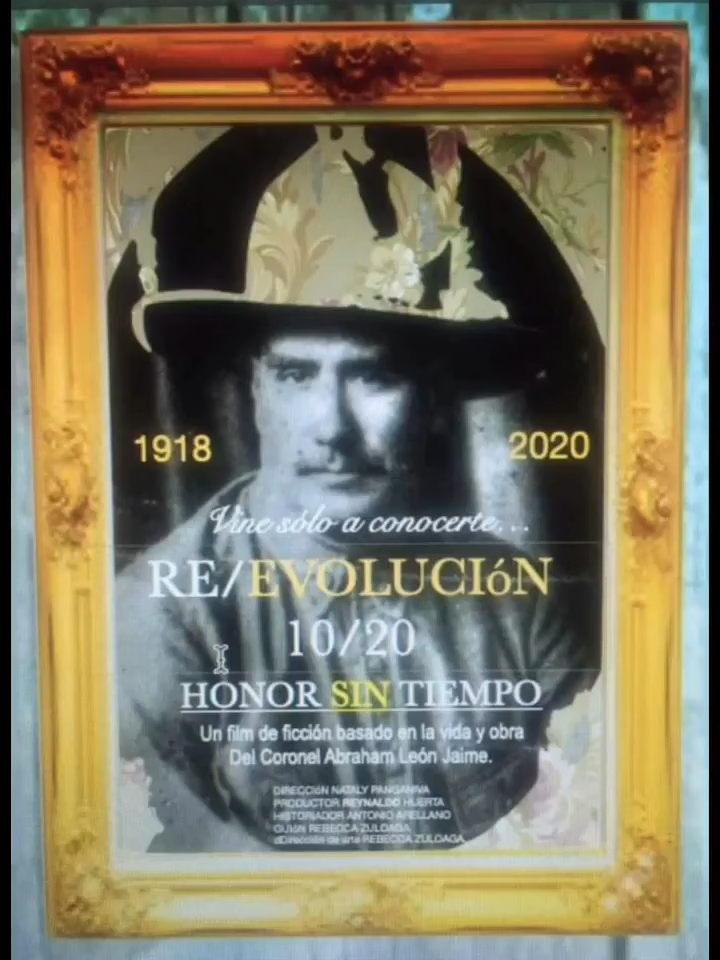 1918
2020
Vine sólo a conocerte...
RE/EVOLUCIóN
10/20
HONOR SIN TIEMPO
Un film de ficción basado en la vida y obra
Del Coronel Abraham León Jaime.
DIRECCIóN NATALY PANGANIVA
PRODUCTOR REYNALDO HUERTA
HISTORIADOR ANTONIO ARELLANO
GUIóN REBECCA ZULOAGA
dDirección de arte REBECCA ZULOAGA